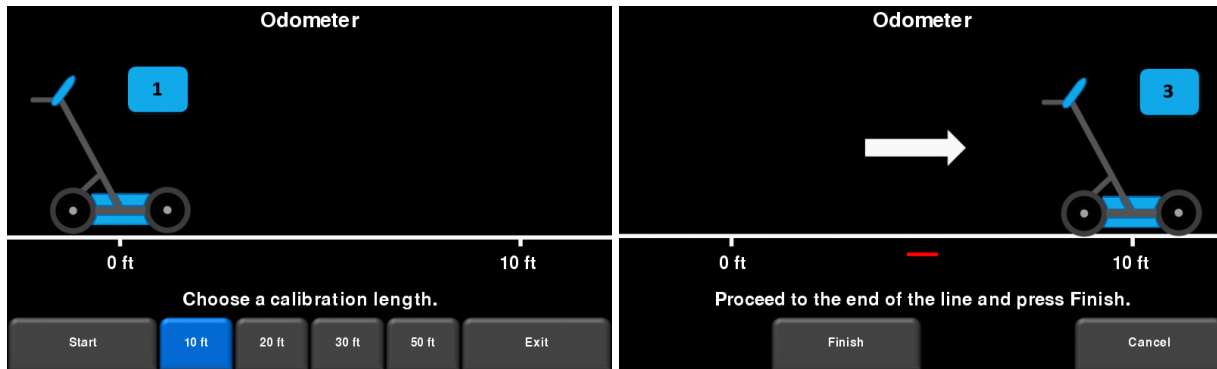 Odometer
1
0 ft
10 ft
Choose a calibration length.
Start
10 ft
20 ft
30 ft
50 ft
Exit
Odometer
3
0 ft
10 ft
Proceed to the end of the line and press Finish.
Finish
Cancel